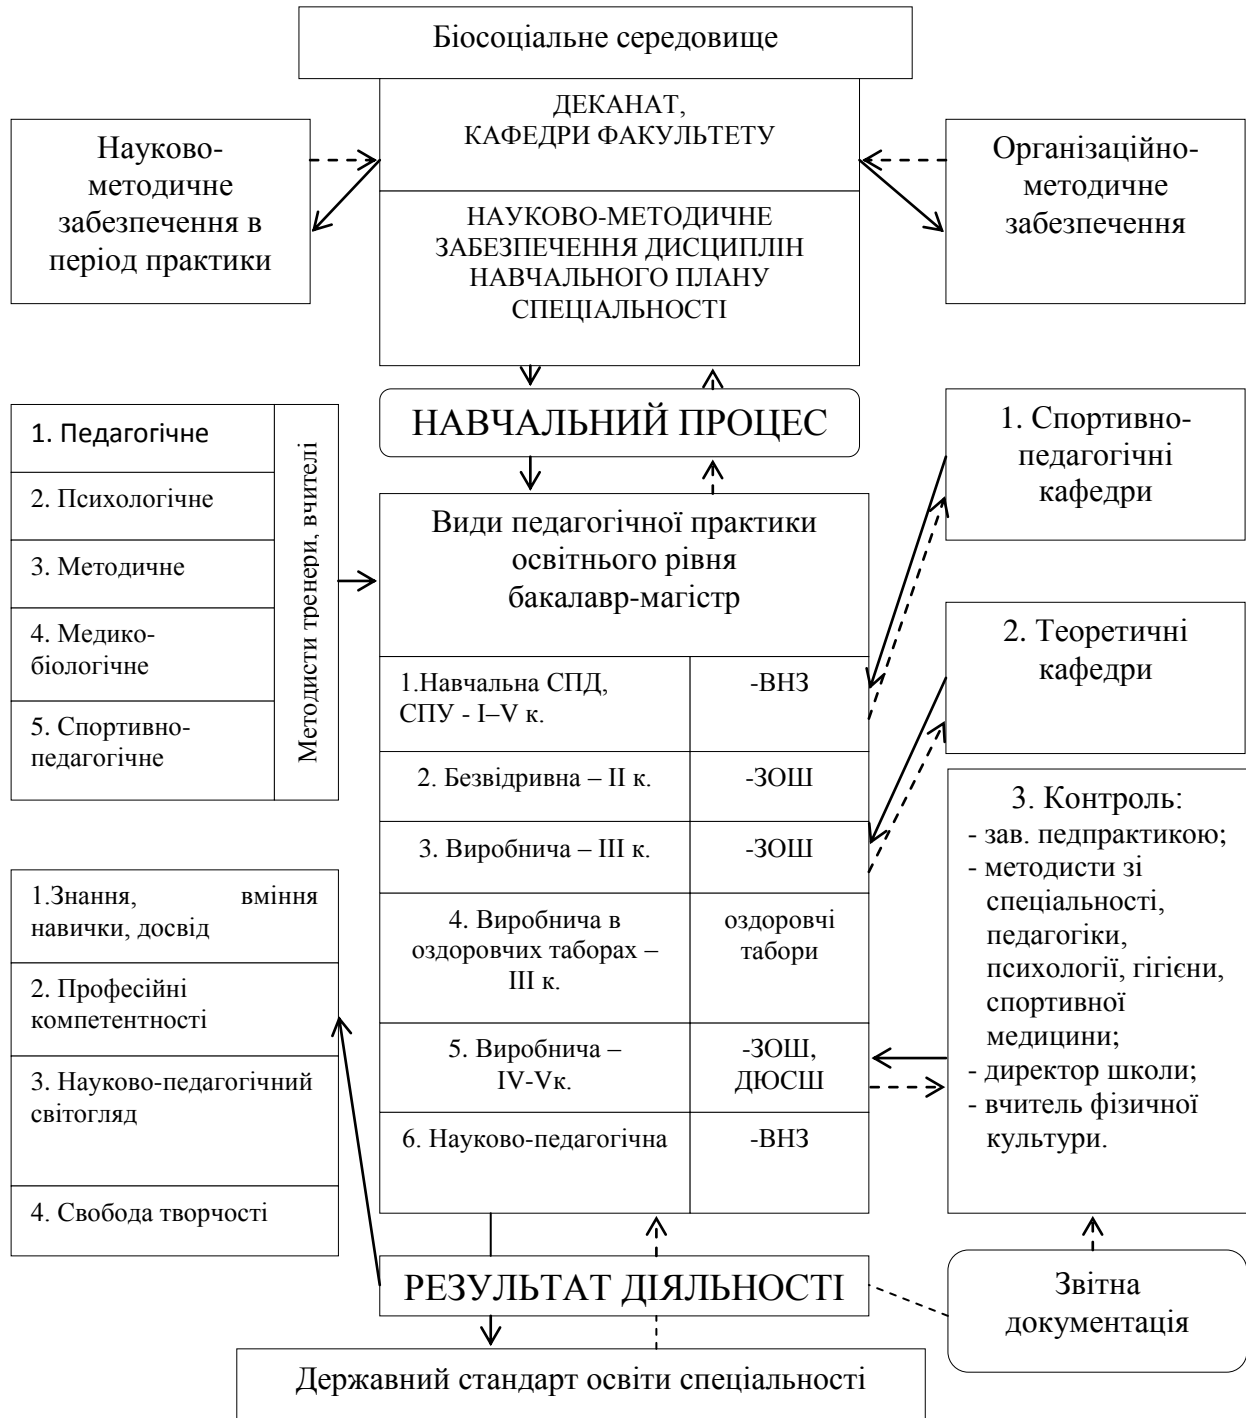 Біосоціальне середовище
ДЕКАНАТ,
КАФЕДРИ ФАКУЛЬТЕТУ
Науково-
методичне
забезпечення в
період практики
Організаційно-
методичне
забезпечення
НАУКОВО-МЕТОДИЧНЕ
ЗАБЕЗПЕЧЕННЯ ДИСЦИПЛІН
НАВЧАЛЬНОГО ПЛАНУ
СПЕЦІАЛЬНОСТІ
НАВЧАЛЬНИЙ ПРОЦЕС
1. Педагогічне
2. Психологічне
3. Методичне
4. Медико-
біологічне
5. Спортивно-
педагогічне
Методисти тренери, вчителі
Види педагогічної практики
освітнього рівня
бакалавр-магістр
1.Навчальна СПД,
СПУ - І–V к.
-ВНЗ
2. Безвідривна – ІІ к.
-ЗОШ
3. Виробнича – ІІІ к.
-ЗОШ
4. Виробнича в
оздоровчих таборах –
ІІІ к.
оздоровчі
табори
5. Виробнича –
IV-Vк.
-ЗОШ,
ДЮСШ
6. Науково-педагогічна
-ВНЗ
1. Спортивно-
педагогічні
кафедри
2. Теоретичні
кафедри
3. Контроль:
- зав. педпрактикою;
- методисти зі
спеціальності,
педагогіки,
психології, гігієни,
спортивної
медицини;
- директор школи;
- вчитель фізичної
культури.
1.Знання, вміння
навички, досвід
2. Професійні
компетентності
3. Науково-педагогічний
світогляд
4. Свобода творчості
РЕЗУЛЬТАТ ДІЯЛЬНОСТІ
Звітна
документація
Державний стандарт освіти спеціальності